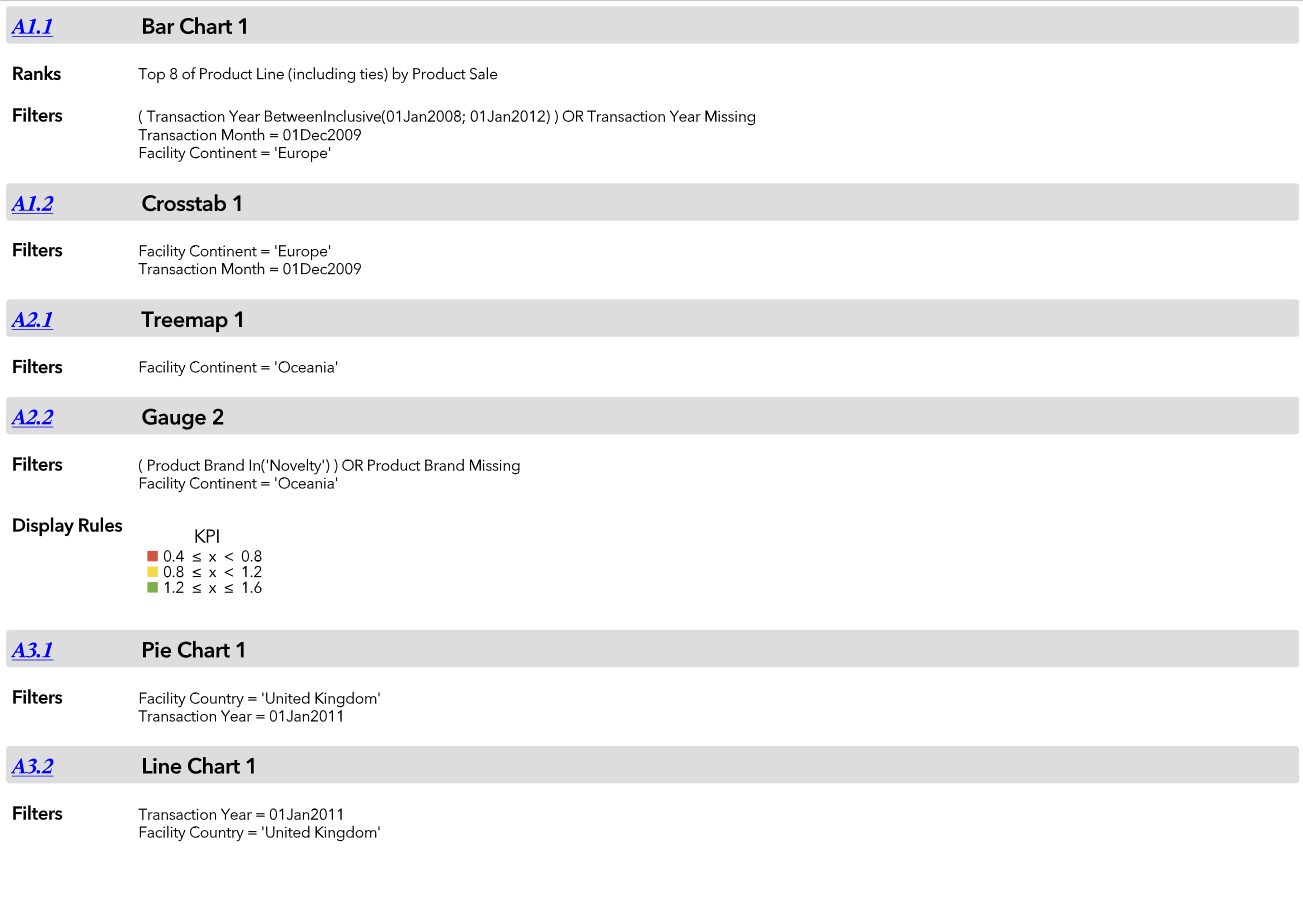 A1.1 Bar Chart 1
Ranks Top 8 of Product Line (including ties) by Product Sale
Filters ( Transaction Year BetweenInclusive(01Jan2008; 01Jan2012) ) OR Transaction Year Missing
Transaction Month = 01Dec2009
Facility Continent = 'Europe'
A1.2 Crosstab 1
Filters Facility Continent = 'Europe'
Transaction Month = 01Dec2009
A2.1 Treemap 1
Filters Facility Continent = 'Oceania'
A2.2 Gauge 2
Filters ( Product Brand In('Novelty') ) OR Product Brand Missing
Facility Continent = 'Oceania'
Display Rules
KPI
0.4 ≤ x < 0.8
0.8 ≤ x < 1.2
1.2 ≤ x ≤ 1.6
A3.1 Pie Chart 1
Filters Facility Country = 'United Kingdom'
Transaction Year = 01Jan2011
A3.2 Line Chart 1
Filters Transaction Year = 01Jan2011
Facility Country = 'United Kingdom'